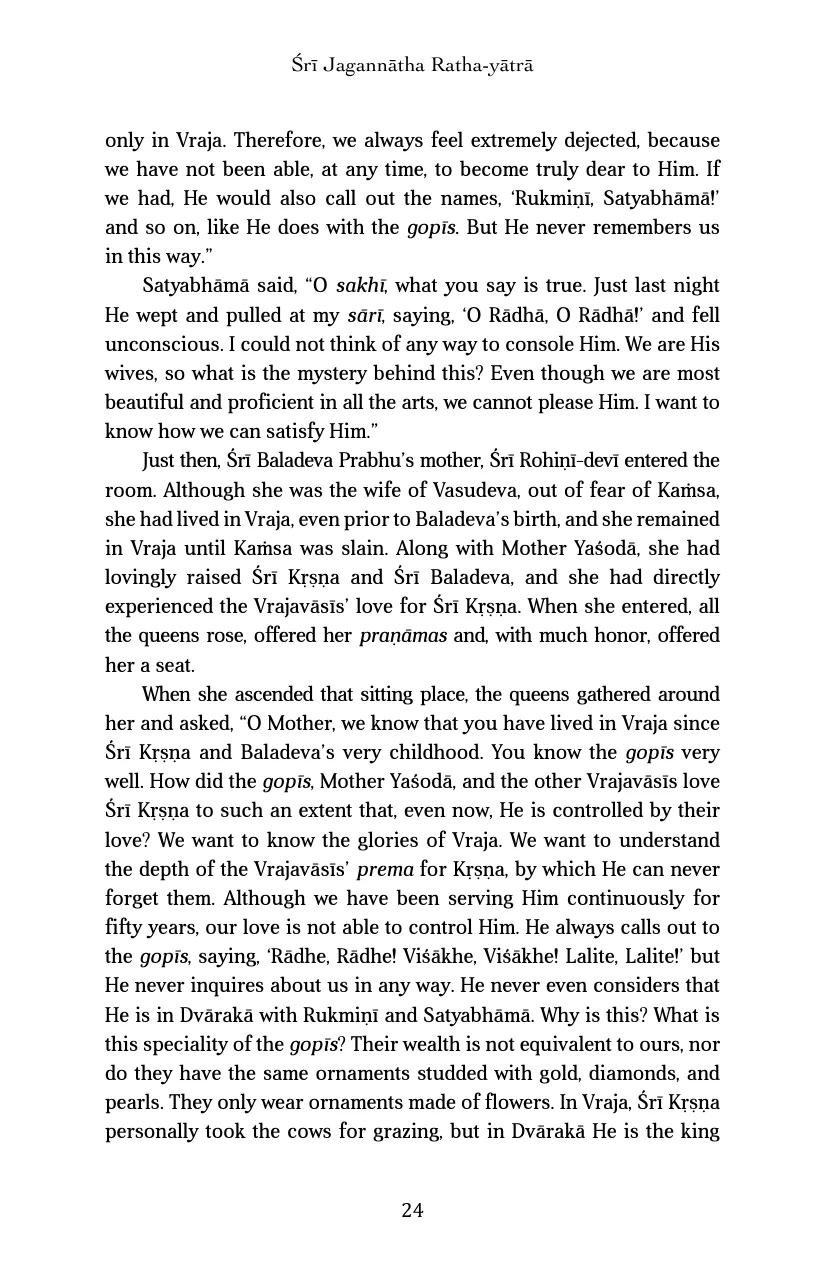 Śrī Jagannātha Ratha-yātrā
only in Vraja. Therefore, we always feel extremely dejected, because
we have not been able, at any time, to become truly dear to Him. If
we had, He would also call out the names, ‘Rukmiṇī, Satyabhāmā!’
and so on, like He does with the gopīs. But He never remembers us
in this way.”
Satyabhāmā said, “O sakhī, what you say is true. Just last night
He wept and pulled at my sārī, saying, ‘O Rādhā, O Rādhā!’ and fell
unconscious. I could not think of any way to console Him. We are His
wives, so what is the mystery behind this? Even though we are most
beautiful and proficient in all the arts, we cannot please Him. I want to
know how we can satisfy Him.”
Just then, Śrī Baladeva Prabhu’s mother, Śrī Rohiṇī-devī entered the
room. Although she was the wife of Vasudeva, out of fear of Kaṁsa,
she had lived in Vraja, even prior to Baladeva’s birth, and she remained
in Vraja until Kaṁsa was slain. Along with Mother Yaśodā, she had
lovingly raised Śrī Kṛṣṇa and Śrī Baladeva, and she had directly
experienced the Vrajavāsīs’ love for Śrī Kṛṣṇa. When she entered, all
the queens rose, offered her praṇāmas and, with much honor, offered
her a seat.
When she ascended that sitting place, the queens gathered around
her and asked, “O Mother, we know that you have lived in Vraja since
Śrī Kṛṣṇa and Baladeva’s very childhood. You know the gopīs very
well. How did the gopīs, Mother Yaśodā, and the other Vrajavāsīs love
Śrī Kṛṣṇa to such an extent that, even now, He is controlled by their
love? We want to know the glories of Vraja. We want to understand
the depth of the Vrajavāsīs’ prema for Kṛṣṇa, by which He can never
forget them. Although we have been serving Him continuously for
fifty years, our love is not able to control Him. He always calls out to
the gopīs, saying, ‘Rādhe, Rādhe! Viśākhe, Viśākhe! Lalite, Lalite!’ but
He never inquires about us in any way. He never even considers that
He is in Dvārakā with Rukmiṇī and Satyabhāmā. Why is this? What is
this speciality of the gopīs? Their wealth is not equivalent to ours, nor
do they have the same ornaments studded with gold, diamonds, and
pearls. They only wear ornaments made of flowers. In Vraja, Śrī Kṛṣṇa
personally took the cows for grazing, but in Dvārakā He is the king
24